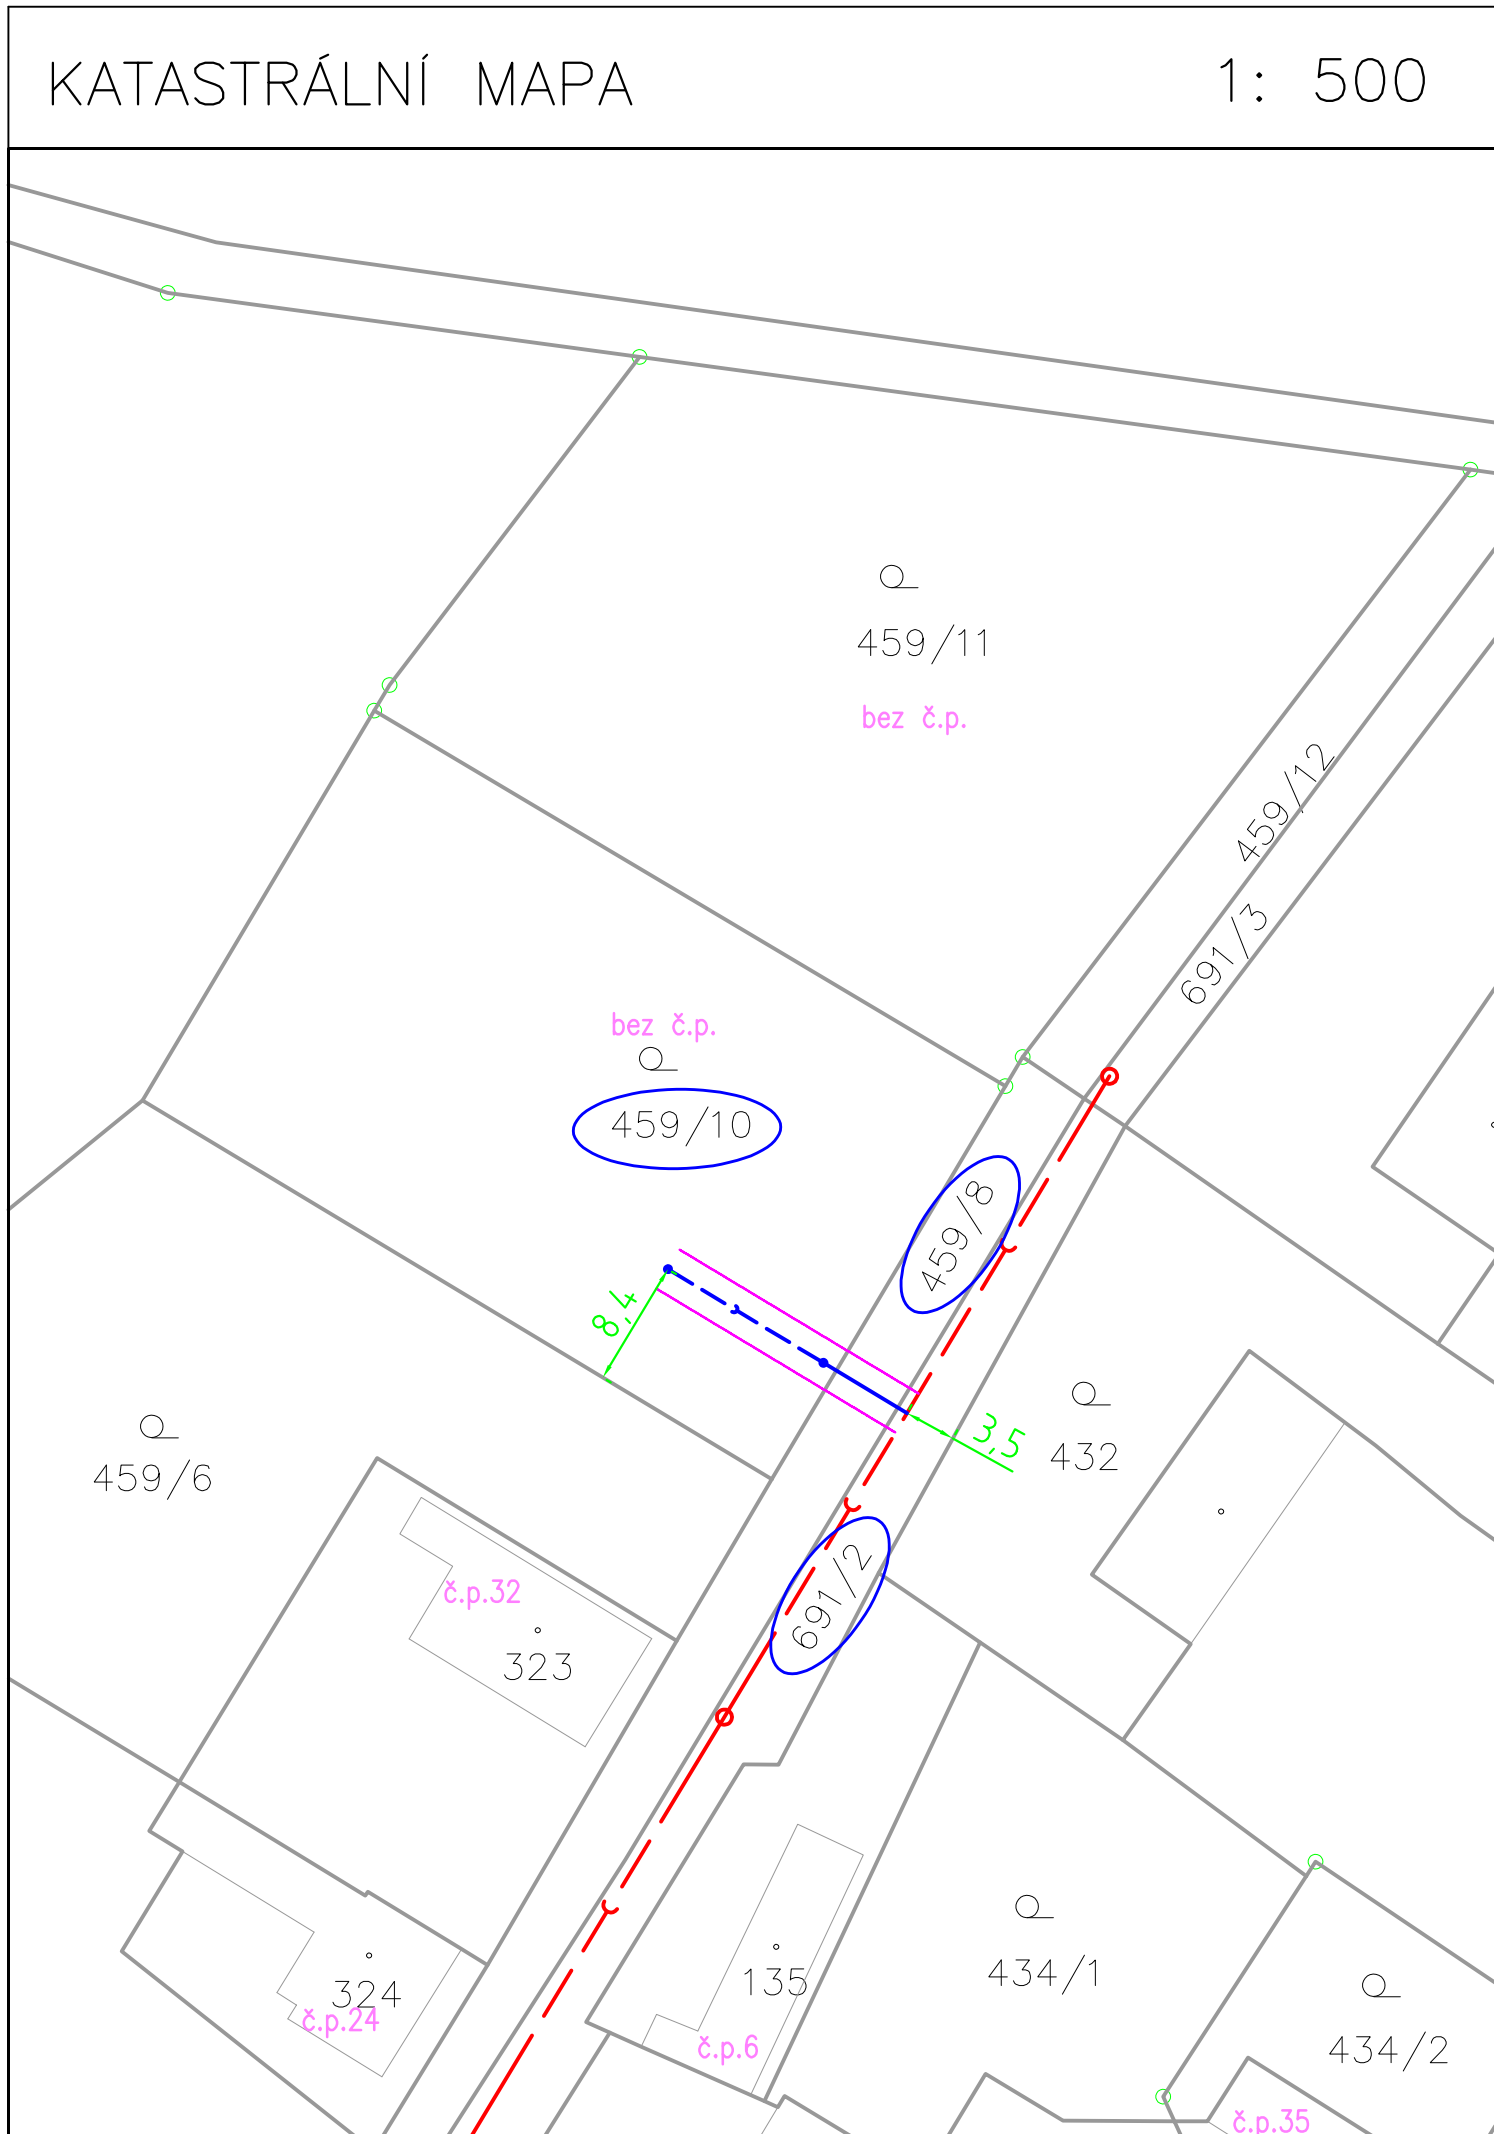 KATASTRÁLNÍ MAPA
1: 500
459/11
bez č.p.
459/12
691/3
bez č.p.
459/10
459/8
8,4
3,5
432
459/6
č.p.32
323
691/2
135
434/1
324
č.p.24
č.p.6
434/2
č.p.35